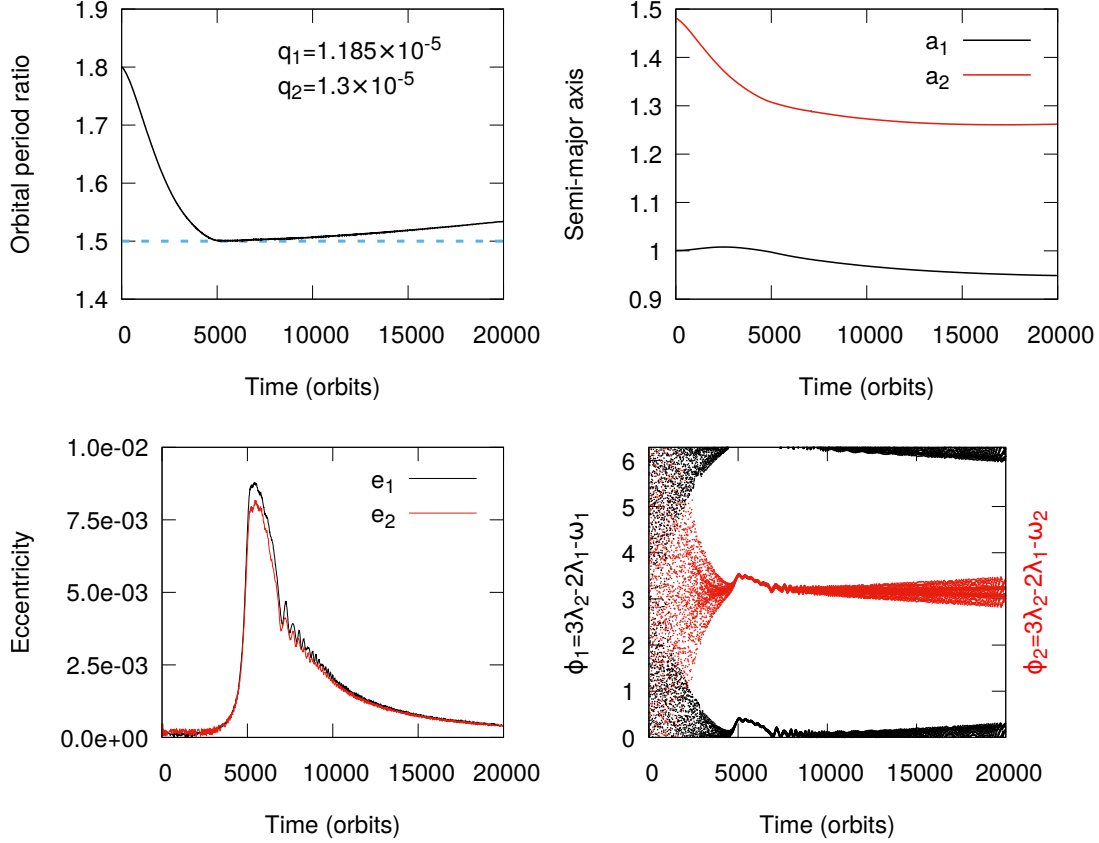 Orbital period ratio
1.9
1.8
1.7
1.6
1.5
1.4
q1=1.185×10-5
q2=1.3×10-5
0 5000 10000 15000 20000
Time (orbits)
Semi-major axis
1.5
1.4
1.3
1.2
1.1
1
0.9
a1
a2
0 5000 10000 15000 20000
Time (orbits)
Eccentricity
1.0e-02
7.5e-03
5.0e-03
2.5e-03
0.0e+00
e1
e2
0 5000 10000 15000 20000
Time (orbits)
ϕ1=3λ2-2λ1-ω1
6
5
4
3
2
1
0
0 5000 10000 15000 20000
Time (orbits)
ϕ2=3λ2-2λ1-ω2